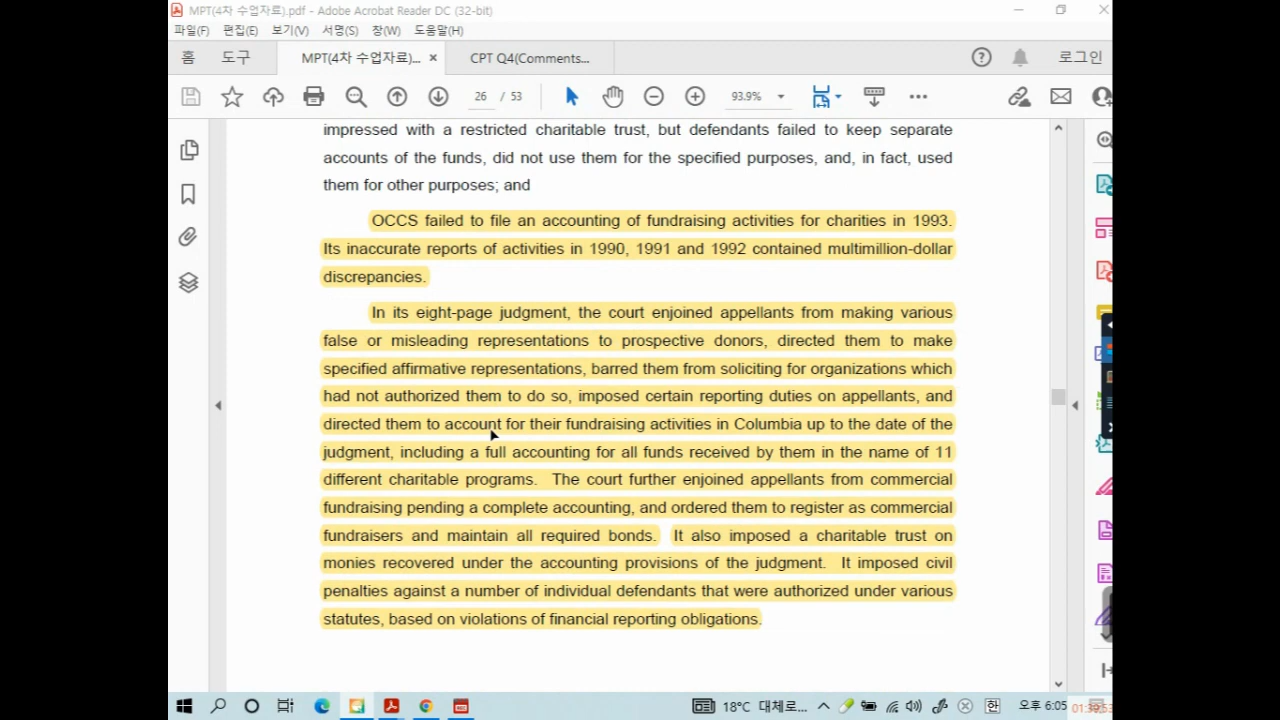 MPT(4차 수업자료).pdf - Adobe Acrobat Reader DC (32-bit)
파일(F) 편집(E) 보기(V) 서명(S) 창(W) 도움말(H)
홈 도구 MPT(4차 수업자료)... × CPT Q4(Comments... 로그인
26 / 53 93.9%
impressed with a restricted charitable trust, but defendants failed to keep separate
accounts of the funds, did not use them for the specified purposes, and, in fact, used
them for other purposes; and
OCCS failed to file an accounting of fundraising activities for charities in 1993.
Its inaccurate reports of activities in 1990, 1991 and 1992 contained multimillion-dollar
discrepancies.
In its eight-page judgment, the court enjoined appellants from making various
false or misleading representations to prospective donors, directed them to make
specified affirmative representations, barred them from soliciting for organizations which
had not authorized them to do so, imposed certain reporting duties on appellants, and
directed them to account for their fundraising activities in Columbia up to the date of the
judgment, including a full accounting for all funds received by them in the name of 11
different charitable programs. The court further enjoined appellants from commercial
fundraising pending a complete accounting, and ordered them to register as commercial
fundraisers and maintain all required bonds. It also imposed a charitable trust on
monies recovered under the accounting provisions of the judgment. It imposed civil
penalties against a number of individual defendants that were authorized under various
statutes, based on violations of financial reporting obligations.
18°C 대체로... 한 오후 6:05